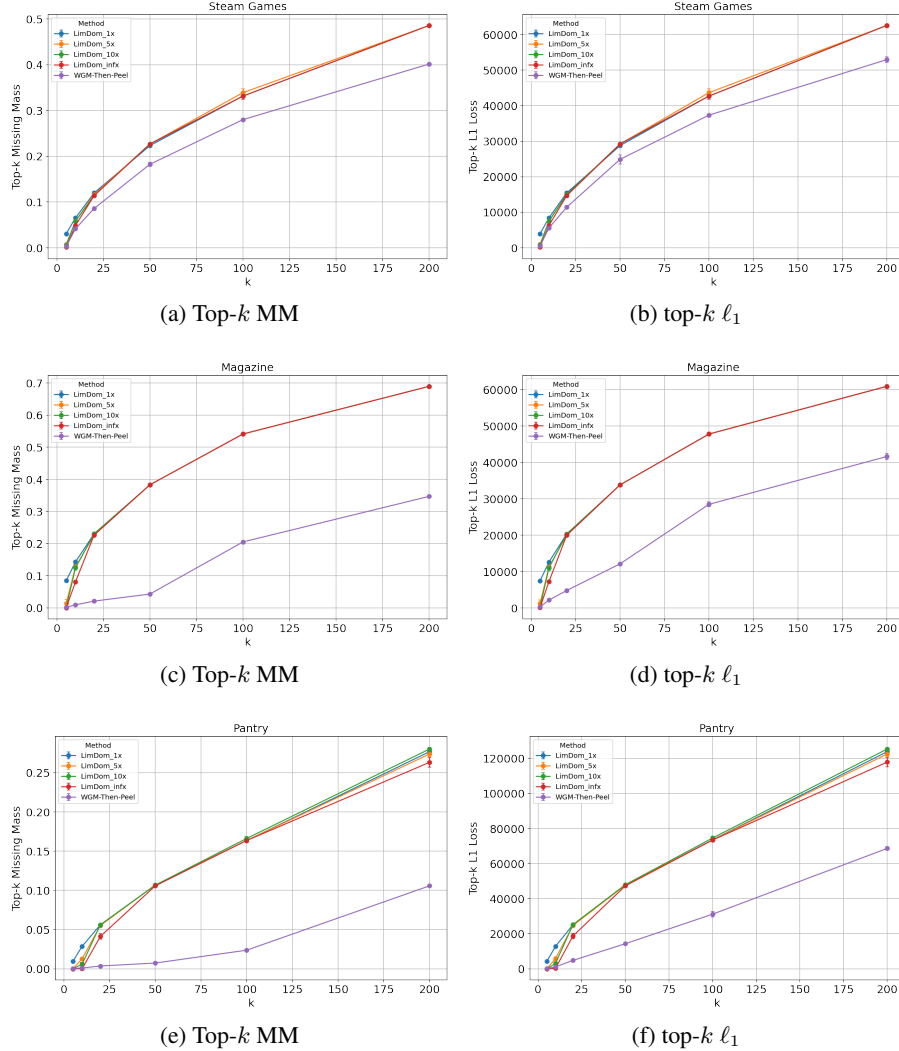 Steam Games
Top-k Missing Mass
0.5
0.4
0.3
0.2
0.1
0.0
Method
LimDom_1x
LimDom_5x
LimDom_10x
LimDom_infx
WGM-Then-Peel
0 25 50 75 100 125 150 175 200
k
(a) Top-k MM
Steam Games
Top-k L1 Loss
60000
50000
40000
30000
20000
10000
0
Method
LimDom_1x
LimDom_5x
LimDom_10x
LimDom_infx
WGM-Then-Peel
0 25 50 75 100 125 150 175 200
k
(b) top-k ℓ₁
Magazine
Top-k Missing Mass
0.7
0.6
0.5
0.4
0.3
0.2
0.1
0.0
Method
LimDom_1x
LimDom_5x
LimDom_10x
LimDom_infx
WGM-Then-Peel
0 25 50 75 100 125 150 175 200
k
(c) Top-k MM
Magazine
Top-k L1 Loss
60000
50000
40000
30000
20000
10000
0
Method
LimDom_1x
LimDom_5x
LimDom_10x
LimDom_infx
WGM-Then-Peel
0 25 50 75 100 125 150 175 200
k
(d) top-k ℓ₁
Pantry
Top-k Missing Mass
0.25
0.20
0.15
0.10
0.05
0.00
Method
LimDom_1x
LimDom_5x
LimDom_10x
LimDom_infx
WGM-Then-Peel
0 25 50 75 100 125 150 175 200
k
(e) Top-k MM
Pantry
Top-k L1 Loss
120000
100000
80000
60000
40000
20000
0
Method
LimDom_1x
LimDom_5x
LimDom_10x
LimDom_infx
WGM-Then-Peel
0 25 50 75 100 125 150 175 200
k
(f) top-k ℓ₁